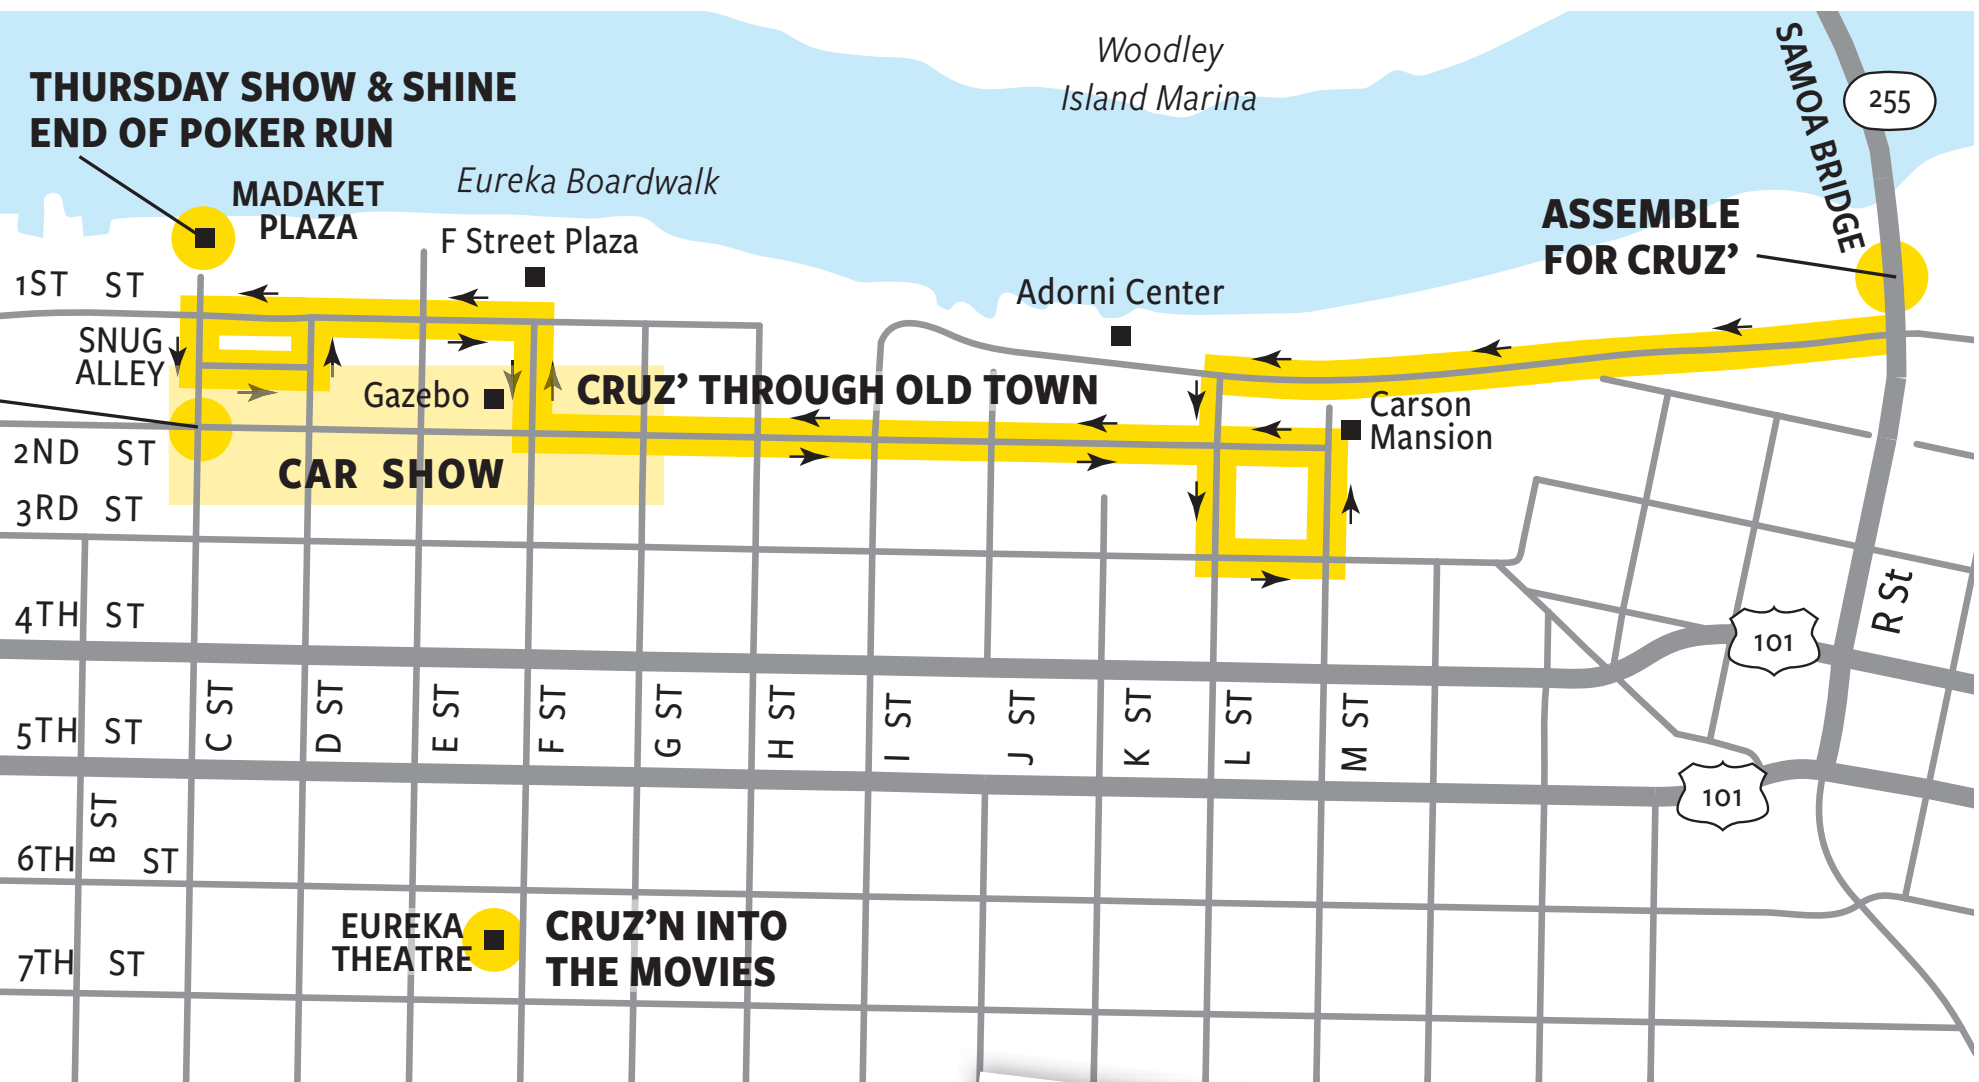 Woodley
Island Marina
SAMOA BRIDGE
255
THURSDAY SHOW & SHINE
END OF POKER RUN
MADAKET
PLAZA
Eureka Boardwalk
F Street Plaza
ASSEMBLE
FOR CRUZ’
1ST ST
Adorni Center
SNUG
ALLEY
Gazebo
CRUZ’ THROUGH OLD TOWN
Carson
Mansion
2ND ST
CAR SHOW
3RD ST
4TH ST
R St
101
5TH ST
C ST
D ST
E ST
F ST
G ST
H ST
I ST
J ST
K ST
L ST
M ST
101
B ST
6TH ST
EUREKA
THEATRE
CRUZ’N INTO
THE MOVIES
7TH ST